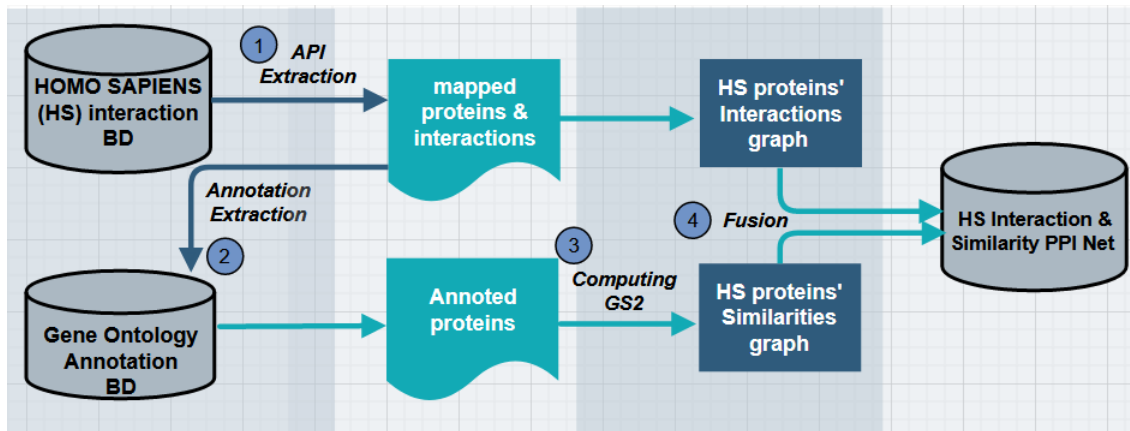 HOMO SAPIENS
(HS) interaction
BD
1
API
Extraction
mapped
proteins &
interactions
HS proteins'
Interactions
graph
Annotation
Extraction
2
HS Interaction &
Similarity PPI Net
4
Fusion
Gene Ontology
Annotation
BD
Annoted
proteins
3
Computing
GS2
HS proteins'
Similarities
graph